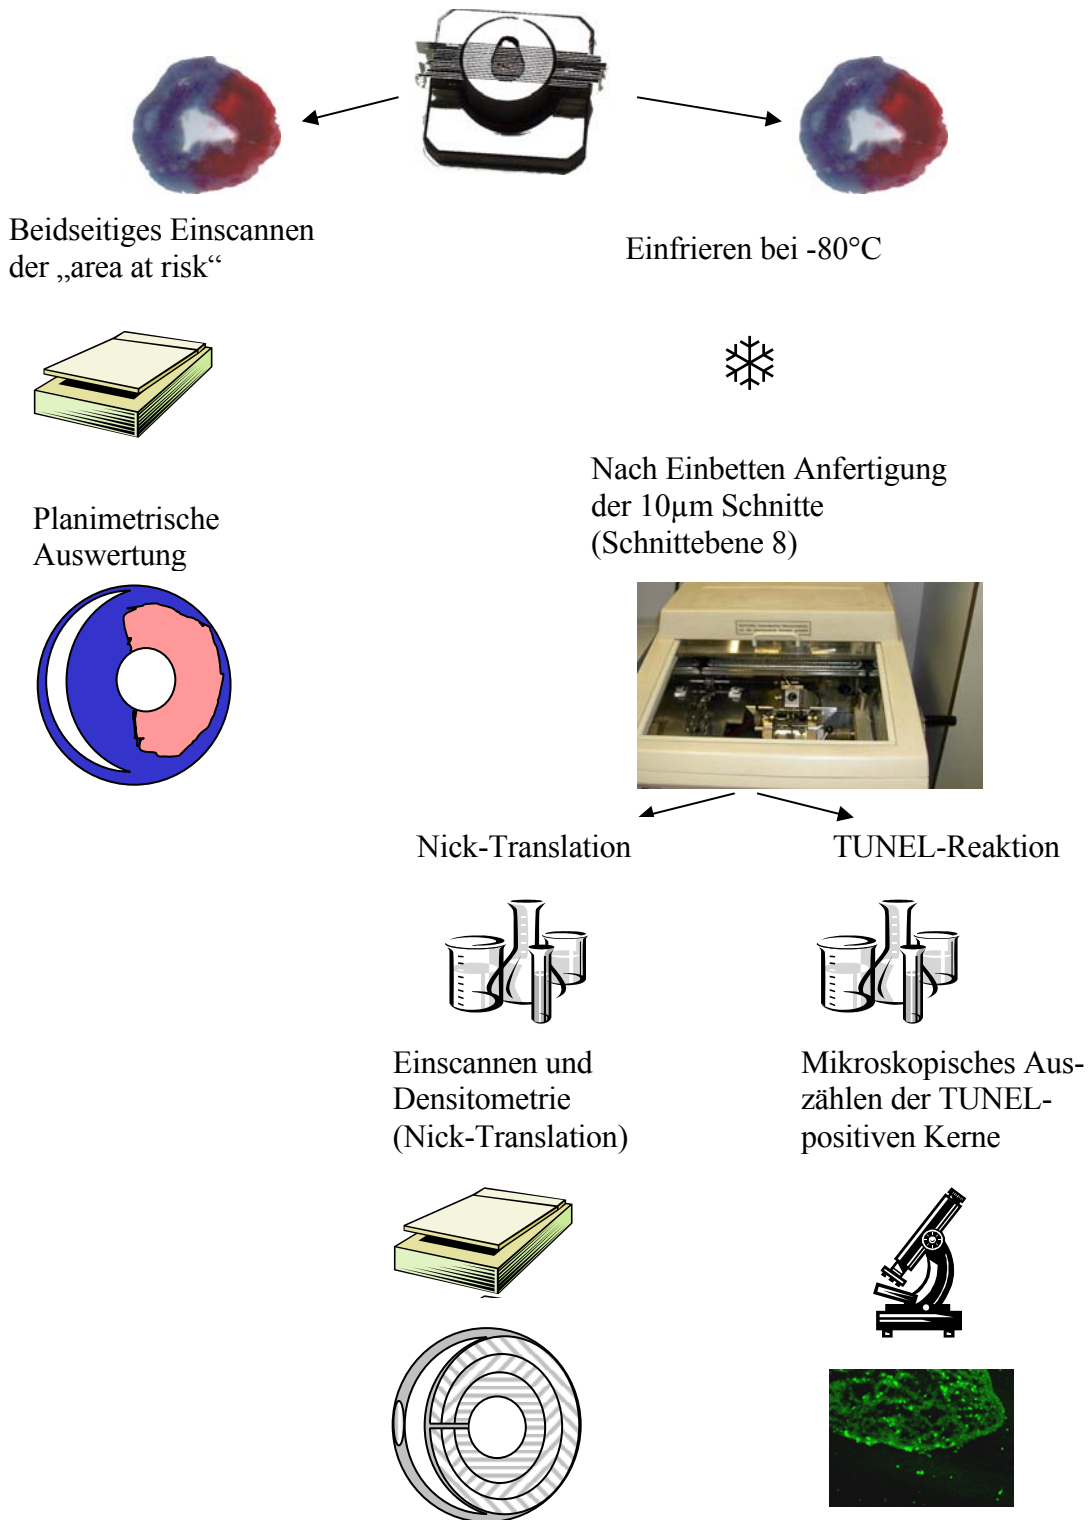 Beidseitiges Einscannen
der „area at risk“
Einfrieren bei -80°C
Nach Einbetten Anfertigung
der 10µm Schnitte
(Schnittebene 8)
Planimetrische
Auswertung
Nick-Translation
TUNEL-Reaktion
Einscannen und
Densitometrie
(Nick-Translation)
Mikroskopisches Aus-
zählen der TUNEL-
positiven Kerne